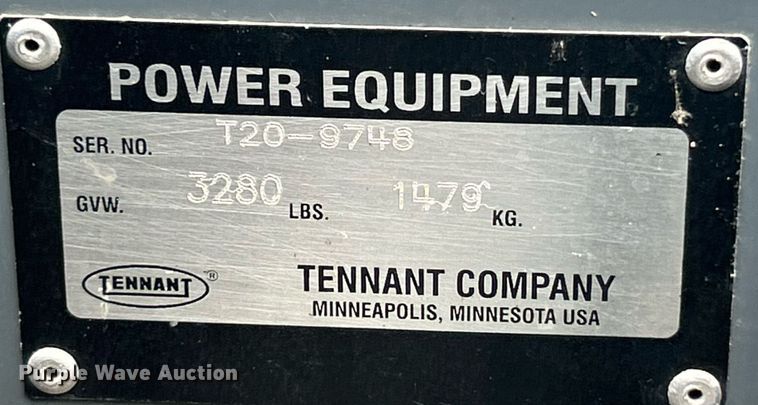 POWER EQUIPMENT
SER. NO. T20-9748
GVW. 3280 LBS. 1479 KG.
TENNANT ® TENNANT COMPANY
MINNEAPOLIS, MINNESOTA USA
Purple Wave Auction